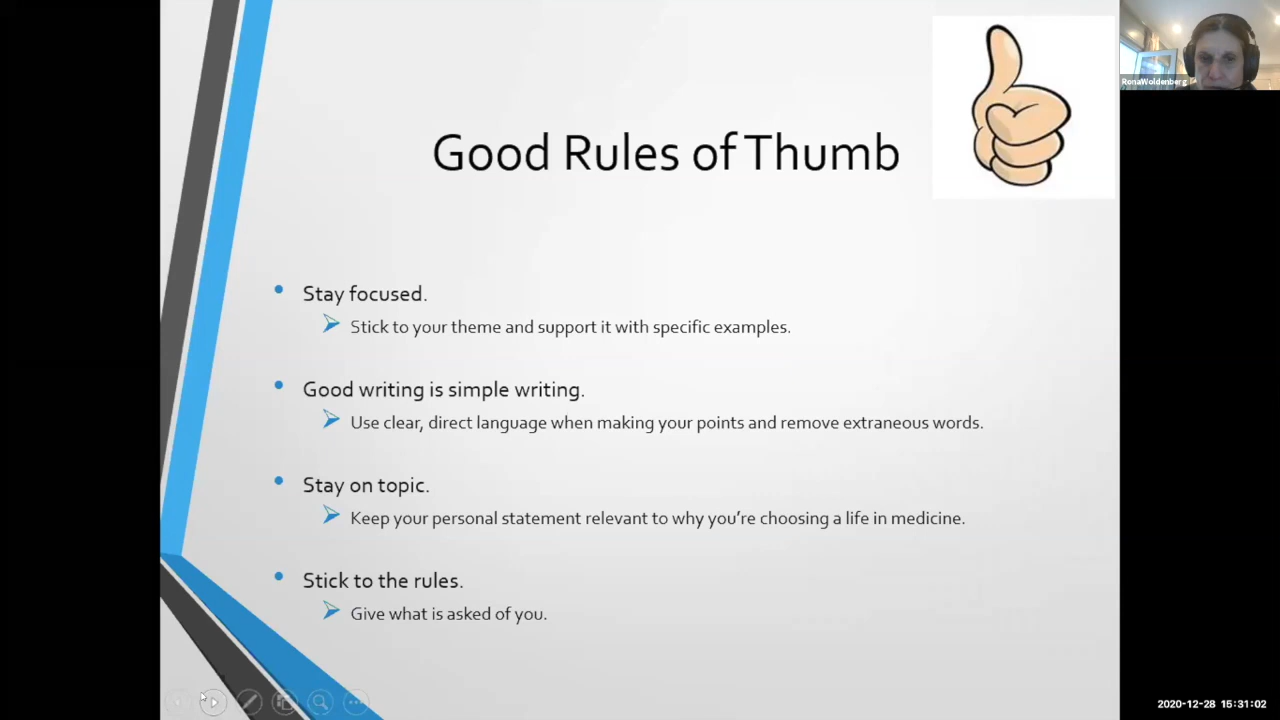 Good Rules of Thumb
RonaWoldenberg
Stay focused.
Stick to your theme and support it with specific examples.
Good writing is simple writing.
Use clear, direct language when making your points and remove extraneous words.
Stay on topic.
Keep your personal statement relevant to why you’re choosing a life in medicine.
Stick to the rules.
Give what is asked of you.
2020-12-28 15:31:02